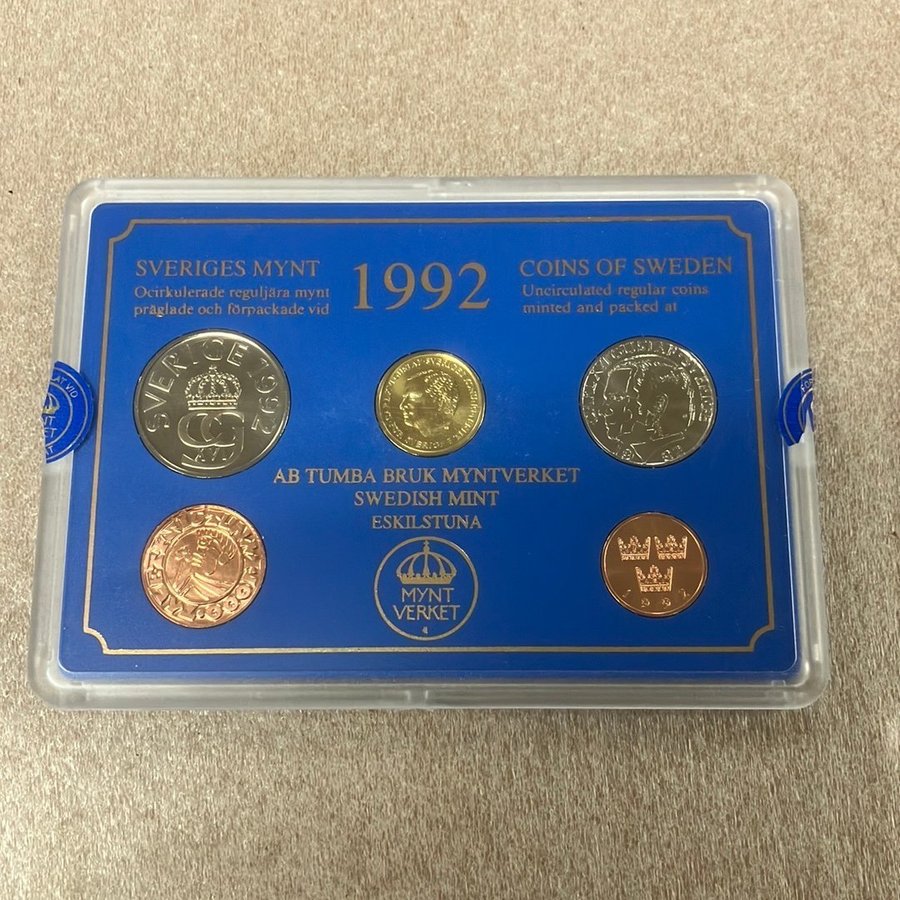 SVERIGES MYNT
Ocirkulerade reguljära mynt
präglade och förpackade vid
1992
COINS OF SWEDEN
Uncirculated regular coins
minted and packed at
SVERIGE 1992
AB TUMBA BRUK MYNTVERKET
SWEDISH MINT
ESKILSTUNA
MYNT
VERKET
1992